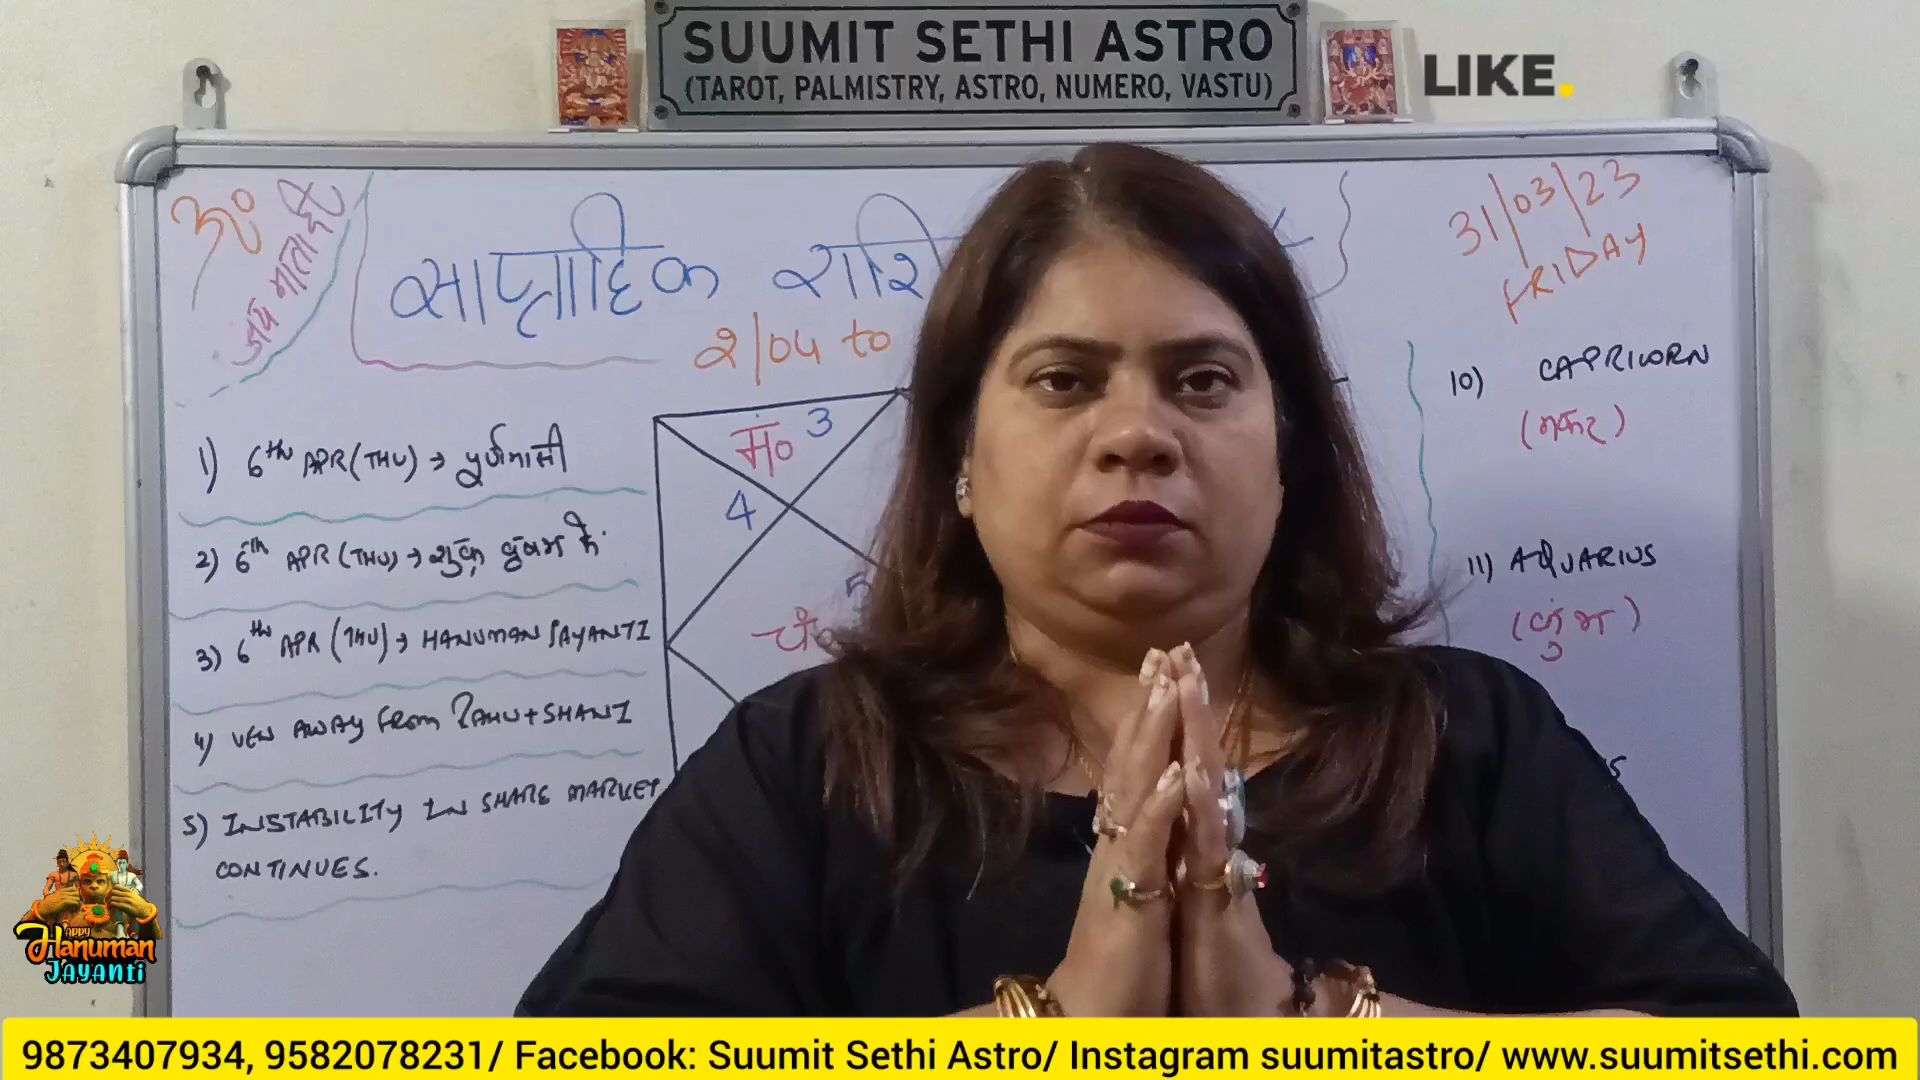 SUUMIT SETHI ASTRO
(TAROT, PALMISTRY, ASTRO, NUMERO, VASTU)
LIKE.
ॐ
जय माता दी
साप्ताहिक राशि
2/04 to
31/03/23
FRIDAY
1) 6th APR (THU) → पूर्णमासी
2) 6th APR (THU) → शुक्र वृषभ में
3) 6th APR (THU) → HANUMAN JAYANTI
4) VEN AWAY FROM RAHU + SHANI
5) INSTABILITY IN SHARE MARKET
CONTINUES.
मं० 3
4
5
चं०
10) CAPRICORN
(मकर)
11) AQUARIUS
(कुंभ)
S
Happy
Hanuman
JAYANTI
9873407934, 9582078231/ Facebook: Suumit Sethi Astro/ Instagram suumitastro/ www.suumitsethi.com